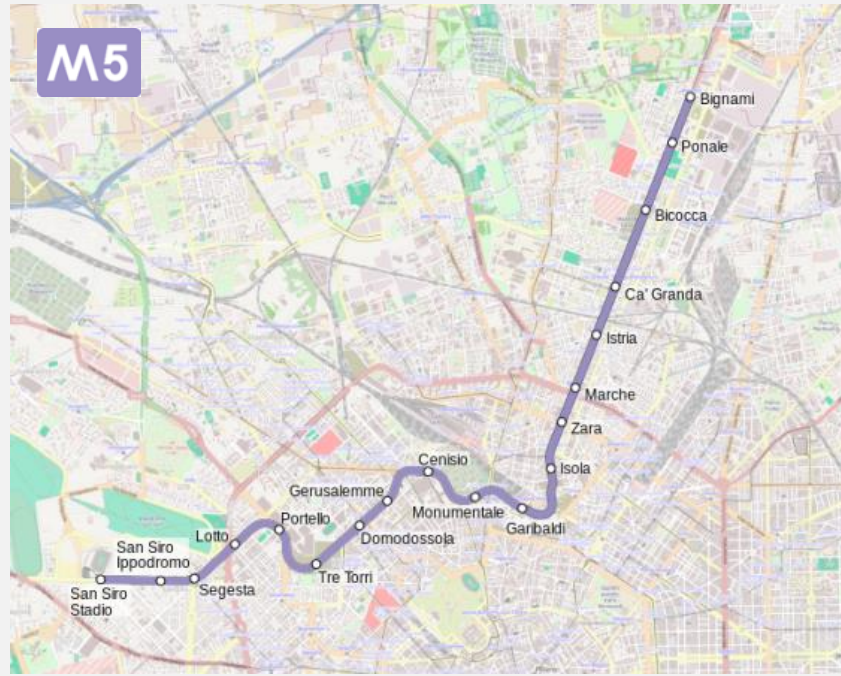 M5
Bignami
Ponale
Bicocca
Ca' Granda
Istria
Marche
Zara
Isola
Cenisio
Gerusalemme
Monumentale
Garibaldi
Portello
Domodossola
Lotto
Tre Torri
San Siro
Ippodromo
Segesta
San Siro
Stadio